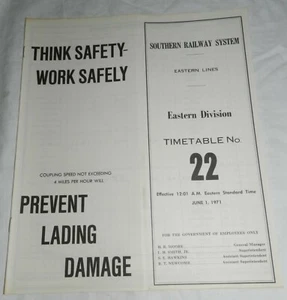 THINK SAFETY-
WORK SAFELY
COUPLING SPEED NOT EXCEEDING
4 MILES PER HOUR WILL
PREVENT
LADING
DAMAGE
SOUTHERN RAILWAY SYSTEM
EASTERN LINES
Eastern Division
TIMETABLE No.
22
Effective 12:01 A.M. Eastern Standard Time
JUNE 1, 1971
FOR THE GOVERNMENT OF EMPLOYEES ONLY
General Manager
Superintendent
Assistant Superintendent
Assistant Superintendent